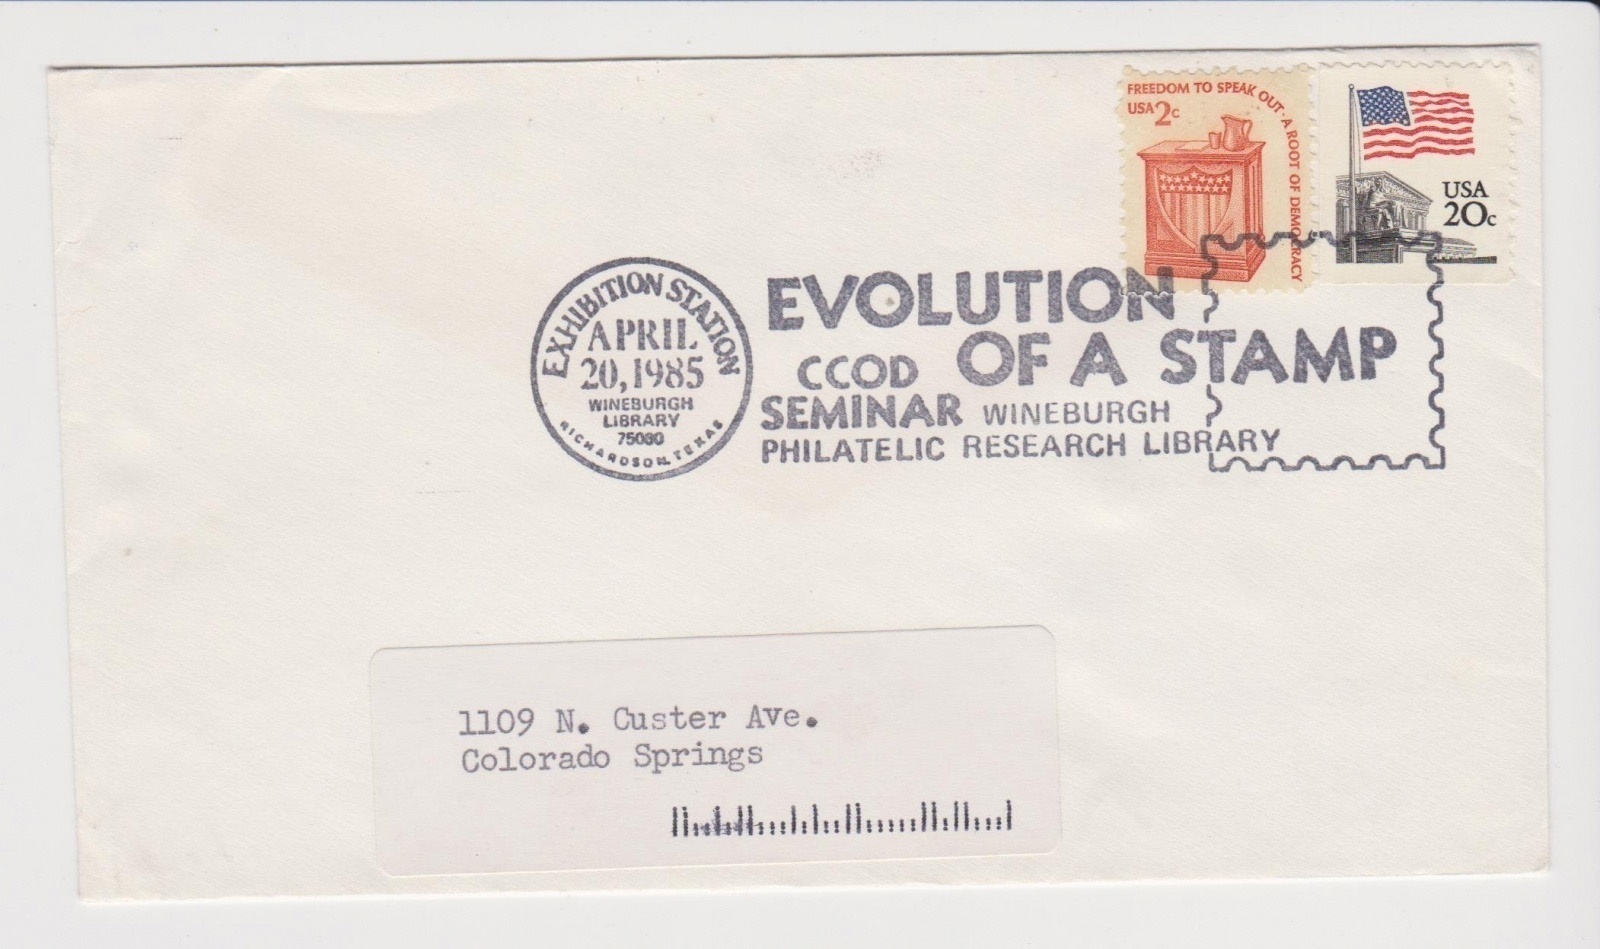 FREEDOM TO SPEAK OUT - A ROOT OF DEMOCRACY
USA 2c
USA
20c
EXHIBITION STATION
APRIL
20, 1985
WINEBURGH
LIBRARY
75080
RICHARDSON, TEXAS
EVOLUTION
CCOD OF A STAMP
SEMINAR WINEBURGH
PHILATELIC RESEARCH LIBRARY
1109 N. Custer Ave.
Colorado Springs